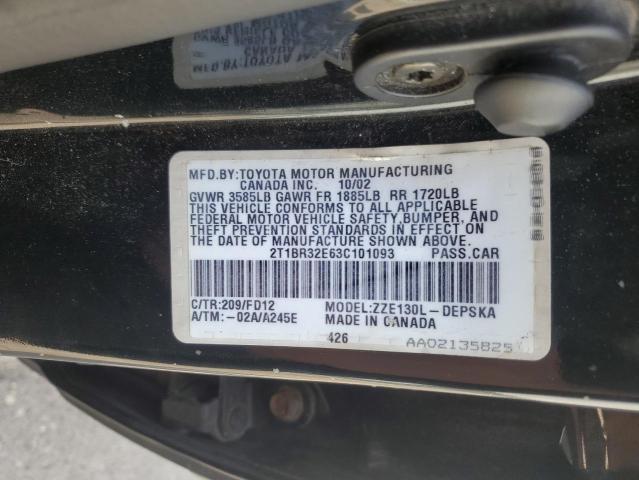 MFD.BY:TOYOTA MOTOR MANUFACTURING
CANADA INC. 10/02
GVWR 3585LB GAWR FR 1885LB RR 1720LB
THIS VEHICLE CONFORMS TO ALL APPLICABLE
FEDERAL MOTOR VEHICLE SAFETY,BUMPER, AND
THEFT PREVENTION STANDARDS IN EFFECT ON
THE DATE OF MANUFACTURE SHOWN ABOVE.
2T1BR32E63C101093 PASS.CAR
C/TR:209/FD12 MODEL:ZZE130L-DEPSKA
A/TM:-02A/A245E MADE IN CANADA
426
AA02135825